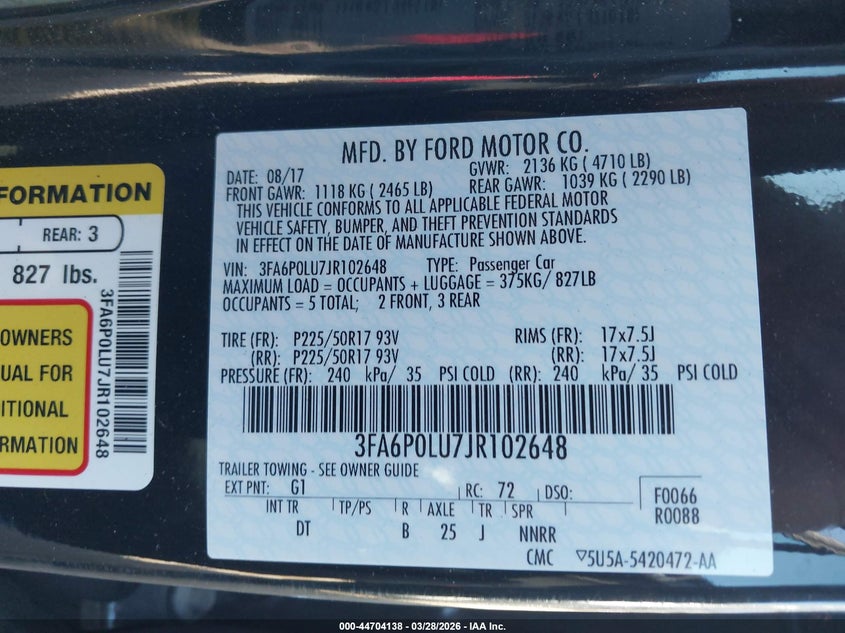 MFD. BY FORD MOTOR CO.
DATE: 08/17 GVWR: 2136 KG ( 4710 LB)
FRONT GAWR: 1118 KG ( 2465 LB) REAR GAWR: 1039 KG ( 2290 LB)
THIS VEHICLE CONFORMS TO ALL APPLICABLE FEDERAL MOTOR
VEHICLE SAFETY, BUMPER, AND THEFT PREVENTION STANDARDS
IN EFFECT ON THE DATE OF MANUFACTURE SHOWN ABOVE.
VIN: 3FA6P0LU7JR102648 TYPE: Passenger Car
MAXIMUM LOAD = OCCUPANTS + LUGGAGE = 375KG/ 827LB
OCCUPANTS = 5 TOTAL; 2 FRONT, 3 REAR
TIRE (FR): P225/50R17 93V RIMS (FR): 17x7.5J
(RR): P225/50R17 93V (RR): 17x7.5J
PRESSURE (FR): 240 kPa/ 35 PSI COLD (RR): 240 kPa/ 35 PSI COLD
3FA6P0LU7JR102648
TRAILER TOWING - SEE OWNER GUIDE
EXT PNT: G1 RC: 72 DSO: F0066
INT TR TP/PS R AXLE TR SPR R0088
DT B 25 J NNRR
CMC ▽5U5A-5420472-AA
FORMATION
REAR: 3
827 lbs.
OWNERS
UAL FOR
ITIONAL
RMATION
3FA6P0LU7JR102648
000-44704138 - 03/28/2026 - IAA Inc.